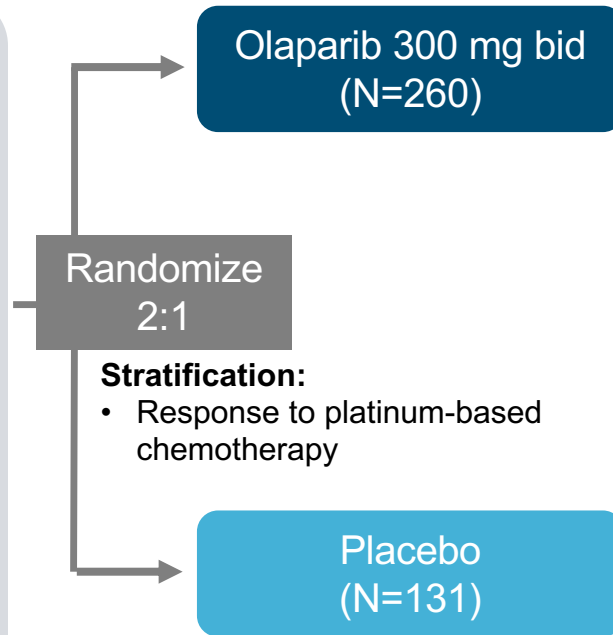 Olaparib 300 mg bid
(N=260)
Randomize
2:1
Stratification:
• Response to platinum-based
chemotherapy
Placebo
(N=131)